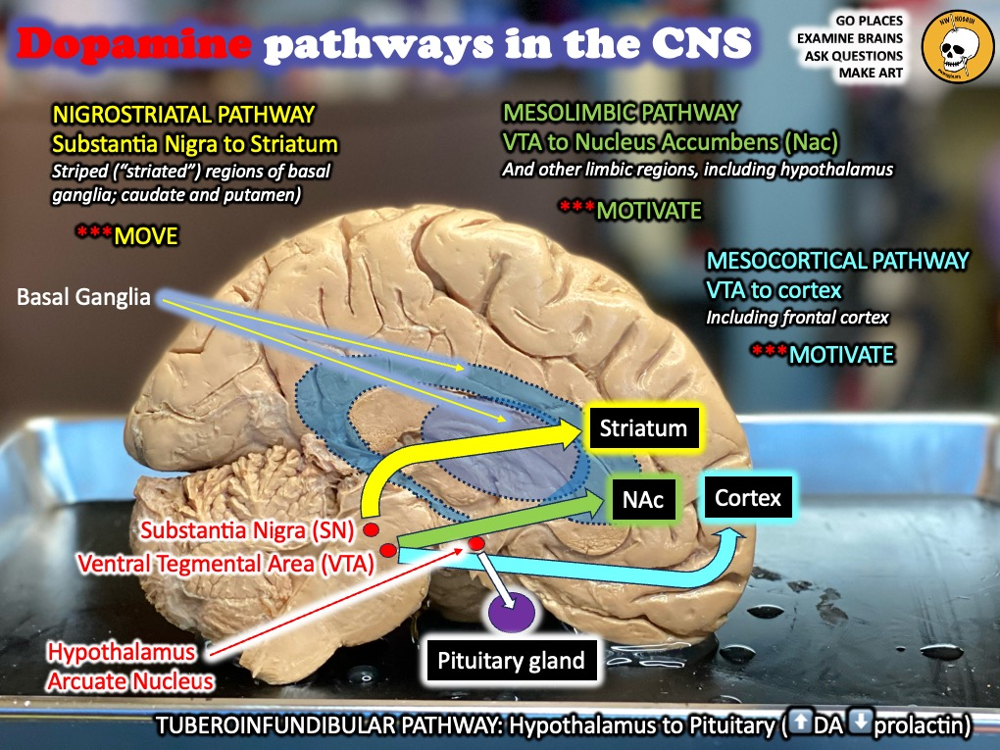 Dopamine pathways in the CNS
GO PLACES
EXAMINE BRAINS
ASK QUESTIONS
MAKE ART
NW NOGGIN
NIGROSTRIATAL PATHWAY
Substantia Nigra to Striatum
Striped (“striated”) regions of basal
ganglia; caudate and putamen)
***MOVE
MESOLIMBIC PATHWAY
VTA to Nucleus Accumbens (Nac)
And other limbic regions, including hypothalamus
***MOTIVATE
MESOCORTICAL PATHWAY
VTA to cortex
Including frontal cortex
***MOTIVATE
Basal Ganglia
Striatum
NAc
Cortex
Substantia Nigra (SN)
Ventral Tegmental Area (VTA)
Hypothalamus
Arcuate Nucleus
Pituitary gland
TUBEROINFUNDIBULAR PATHWAY: Hypothalamus to Pituitary (⬆DA ⬇prolactin)